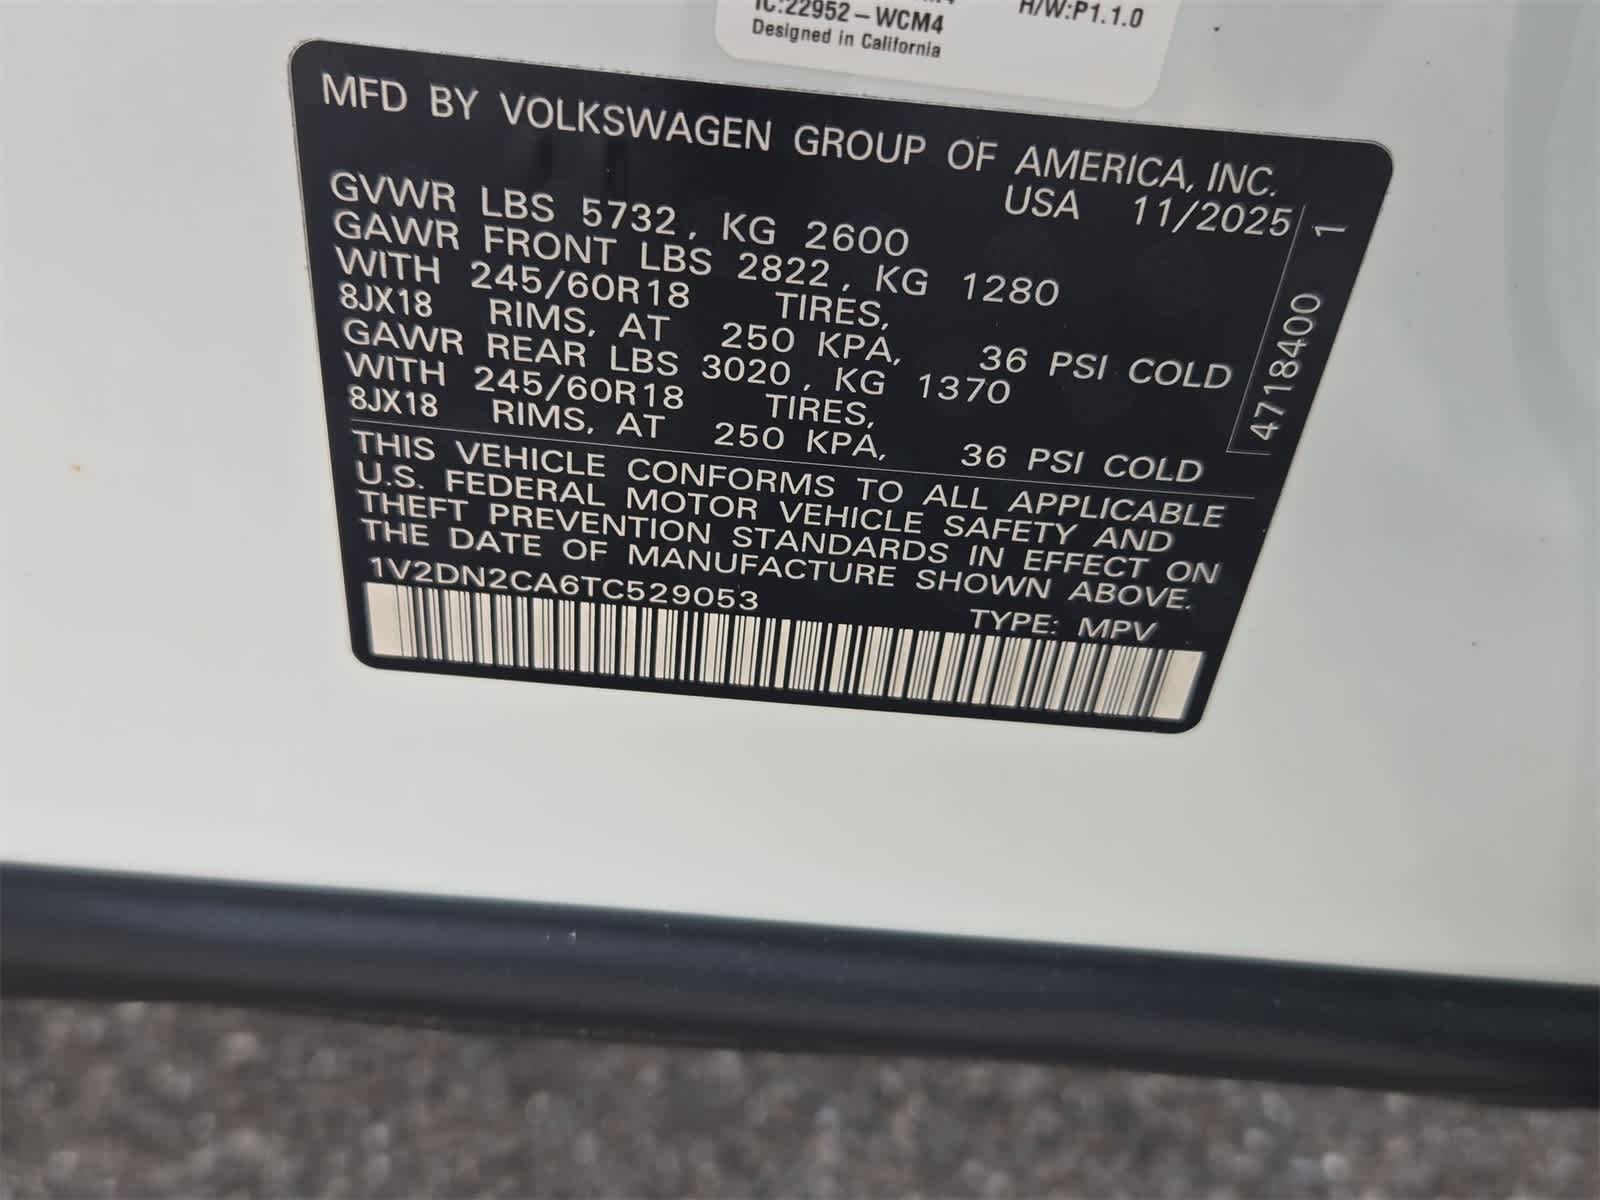 IC:22952-WCM4
H/W:P1.1.0
Designed in California
MFD BY VOLKSWAGEN GROUP OF AMERICA, INC.
USA 11/2025
GVWR LBS 5732, KG 2600
GAWR FRONT LBS 2822, KG 1280
WITH 245/60R18 TIRES,
8JX18 RIMS, AT 250 KPA, 36 PSI COLD
GAWR REAR LBS 3020, KG 1370
WITH 245/60R18 TIRES,
8JX18 RIMS, AT 250 KPA, 36 PSI COLD
4718400 1
THIS VEHICLE CONFORMS TO ALL APPLICABLE
U.S. FEDERAL MOTOR VEHICLE SAFETY AND
THEFT PREVENTION STANDARDS IN EFFECT ON
THE DATE OF MANUFACTURE SHOWN ABOVE.
1V2DN2CA6TC529053
TYPE: MPV